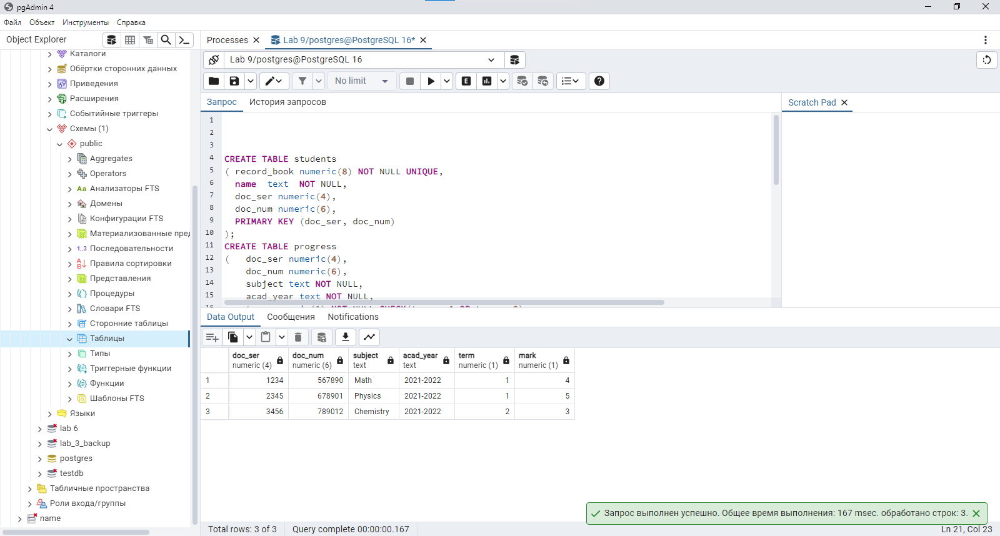 pgAdmin 4
Файл Объект Инструменты Справка
Object Explorer
Каталоги
Обёртки сторонних данных
Приведения
Расширения
Событийные триггеры
Схемы (1)
public
Aggregates
Operators
Aa Анализаторы FTS
Домены
Конфигурации FTS
Материализованные пред
1..3 Последовательности
Правила сортировки
Представления
Процедуры
Словари FTS
Сторонние таблицы
Таблицы
Типы
Триггерные функции
Функции
Шаблоны FTS
Языки
lab 6
lab_3_backup
postgres
testdb
Табличные пространства
Роли входа/группы
name
Processes
Lab 9/postgres@PostgreSQL 16*
Lab 9/postgres@PostgreSQL 16
No limit
E
Запрос История запросов
Scratch Pad
1
2
3
4 CREATE TABLE students
5 ( record_book numeric(8) NOT NULL UNIQUE,
6 name text NOT NULL,
7 doc_ser numeric(4),
8 doc_num numeric(6),
9 PRIMARY KEY (doc_ser, doc_num)
10 );
11 CREATE TABLE progress
12 ( doc_ser numeric(4),
13 doc_num numeric(6),
14 subject text NOT NULL,
15 acad_year text NOT NULL,
Data Output Сообщения Notifications
doc_ser numeric (4) doc_num numeric (6) subject text acad_year text term numeric (1) mark numeric (1)
1 1234 567890 Math 2021-2022 1 4
2 2345 678901 Physics 2021-2022 1 5
3 3456 789012 Chemistry 2021-2022 2 3
Запрос выполнен успешно. Общее время выполнения: 167 msec. обработано строк: 3.
Total rows: 3 of 3 Query complete 00:00:00.167 Ln 21, Col 23